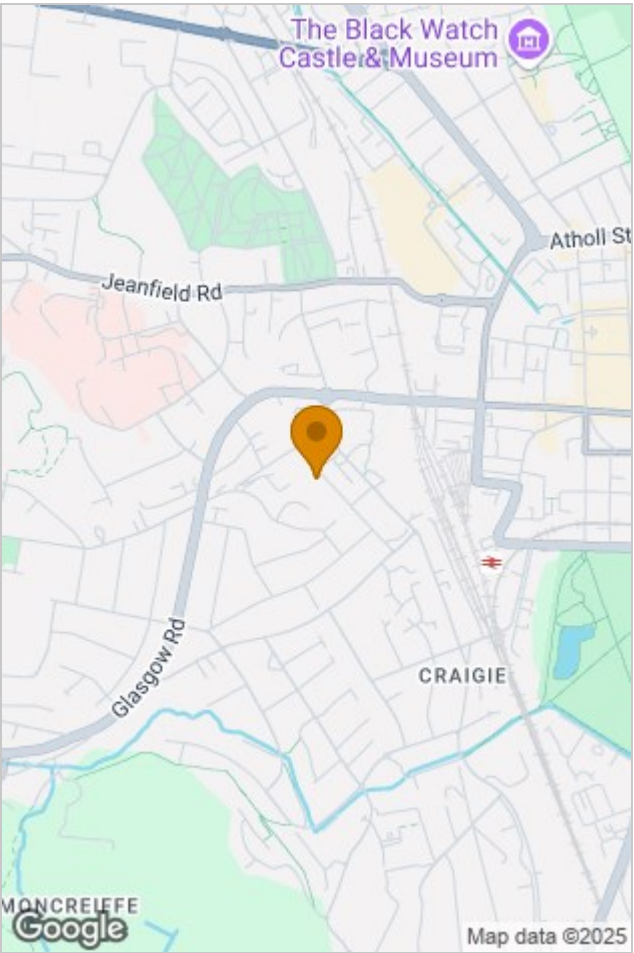 The Black Watch
Castle & Museum
Atholl St
Jeanfield Rd
Glasgow Rd
CRAIGIE
MONCREIFFE
Google
Map data ©2025